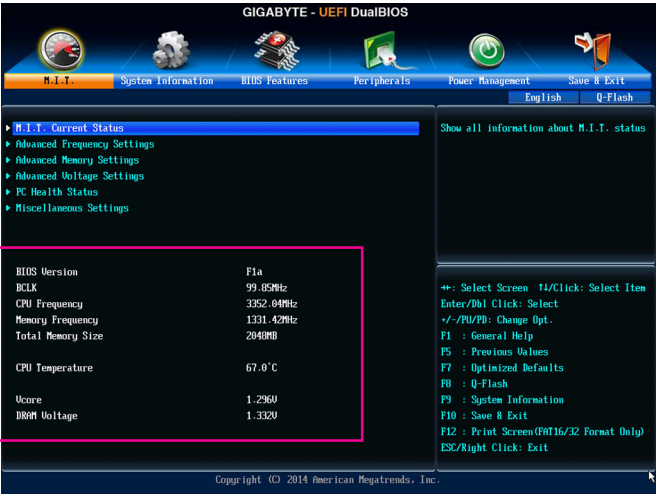 GIGABYTE - UEFI DualBIOS
M.I.T.
System Information
BIOS Features
Peripherals
Power Management
Save & Exit
English
Q-Flash
M.I.T. Current Status
Advanced Frequency Settings
Advanced Memory Settings
Advanced Voltage Settings
PC Health Status
Miscellaneous Settings
Show all information about M.I.T. status
BIOS Version F1a
BCLK 99.85MHz
CPU Frequency 3352.04MHz
Memory Frequency 1331.42MHz
Total Memory Size 2048MB
CPU Temperature 67.0°C
Vcore 1.296V
DRAM Voltage 1.332V
↔: Select Screen ↑↓/Click: Select Item
Enter/Dbl Click: Select
+/-/PU/PD: Change Opt.
F1 : General Help
F5 : Previous Values
F7 : Optimized Defaults
F8 : Q-Flash
F9 : System Information
F10 : Save & Exit
F12 : Print Screen(FAT16/32 Format Only)
ESC/Right Click: Exit
Copyright (C) 2014 American Megatrends, Inc.